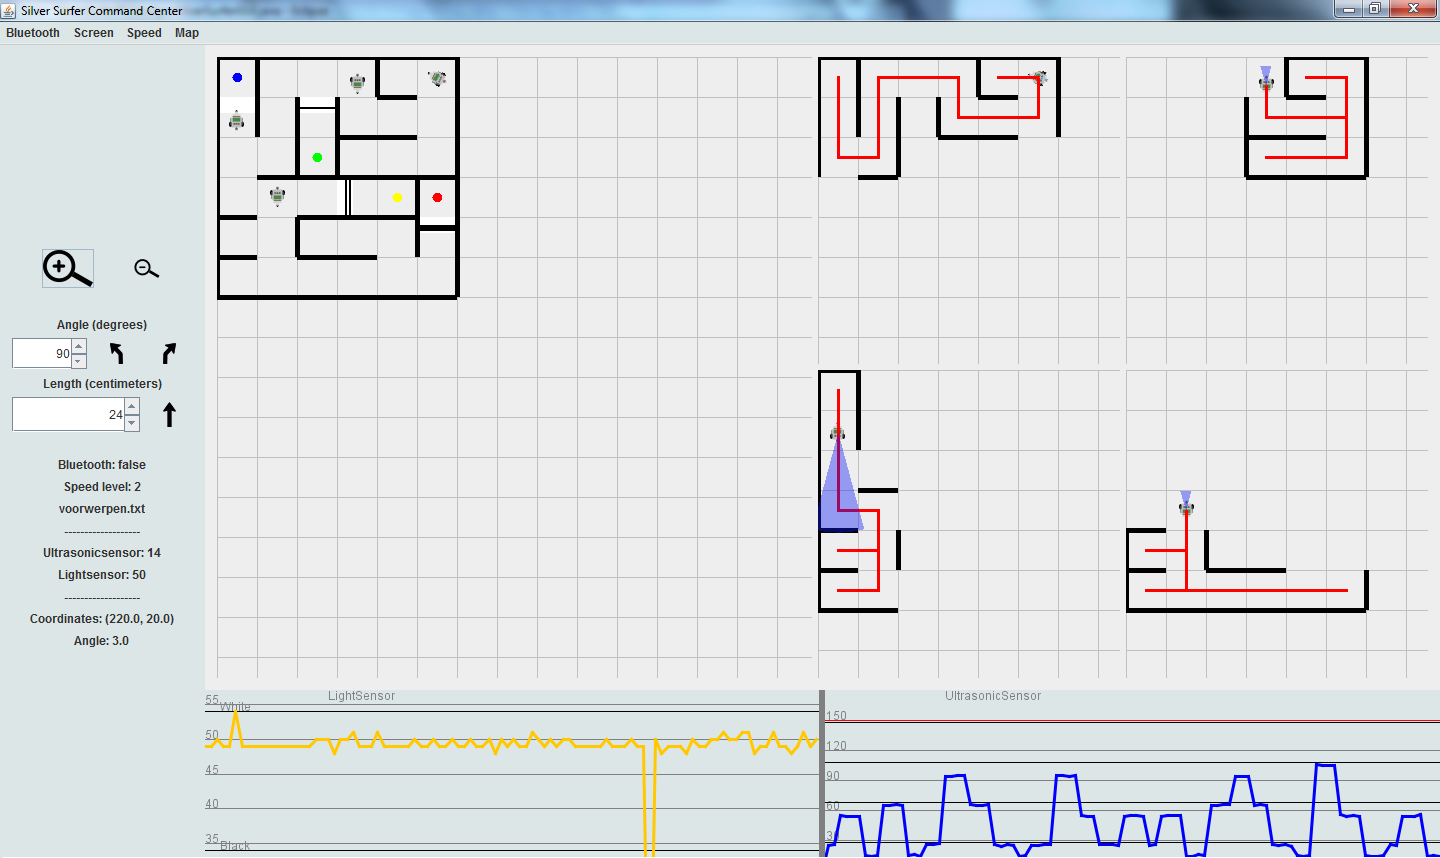 Silver Surfer Command Center
Bluetooth Screen Speed Map
Angle (degrees)
90
Length (centimeters)
24
Bluetooth: false
Speed level: 2
voorwerpen.txt
-------------------
Ultrasonicsensor: 14
Lightsensor: 50
-------------------
Coordinates: (220.0, 20.0)
Angle: 3.0
LightSensor
55
White
50
45
40
35
Black
UltrasonicSensor
150
120
90
60